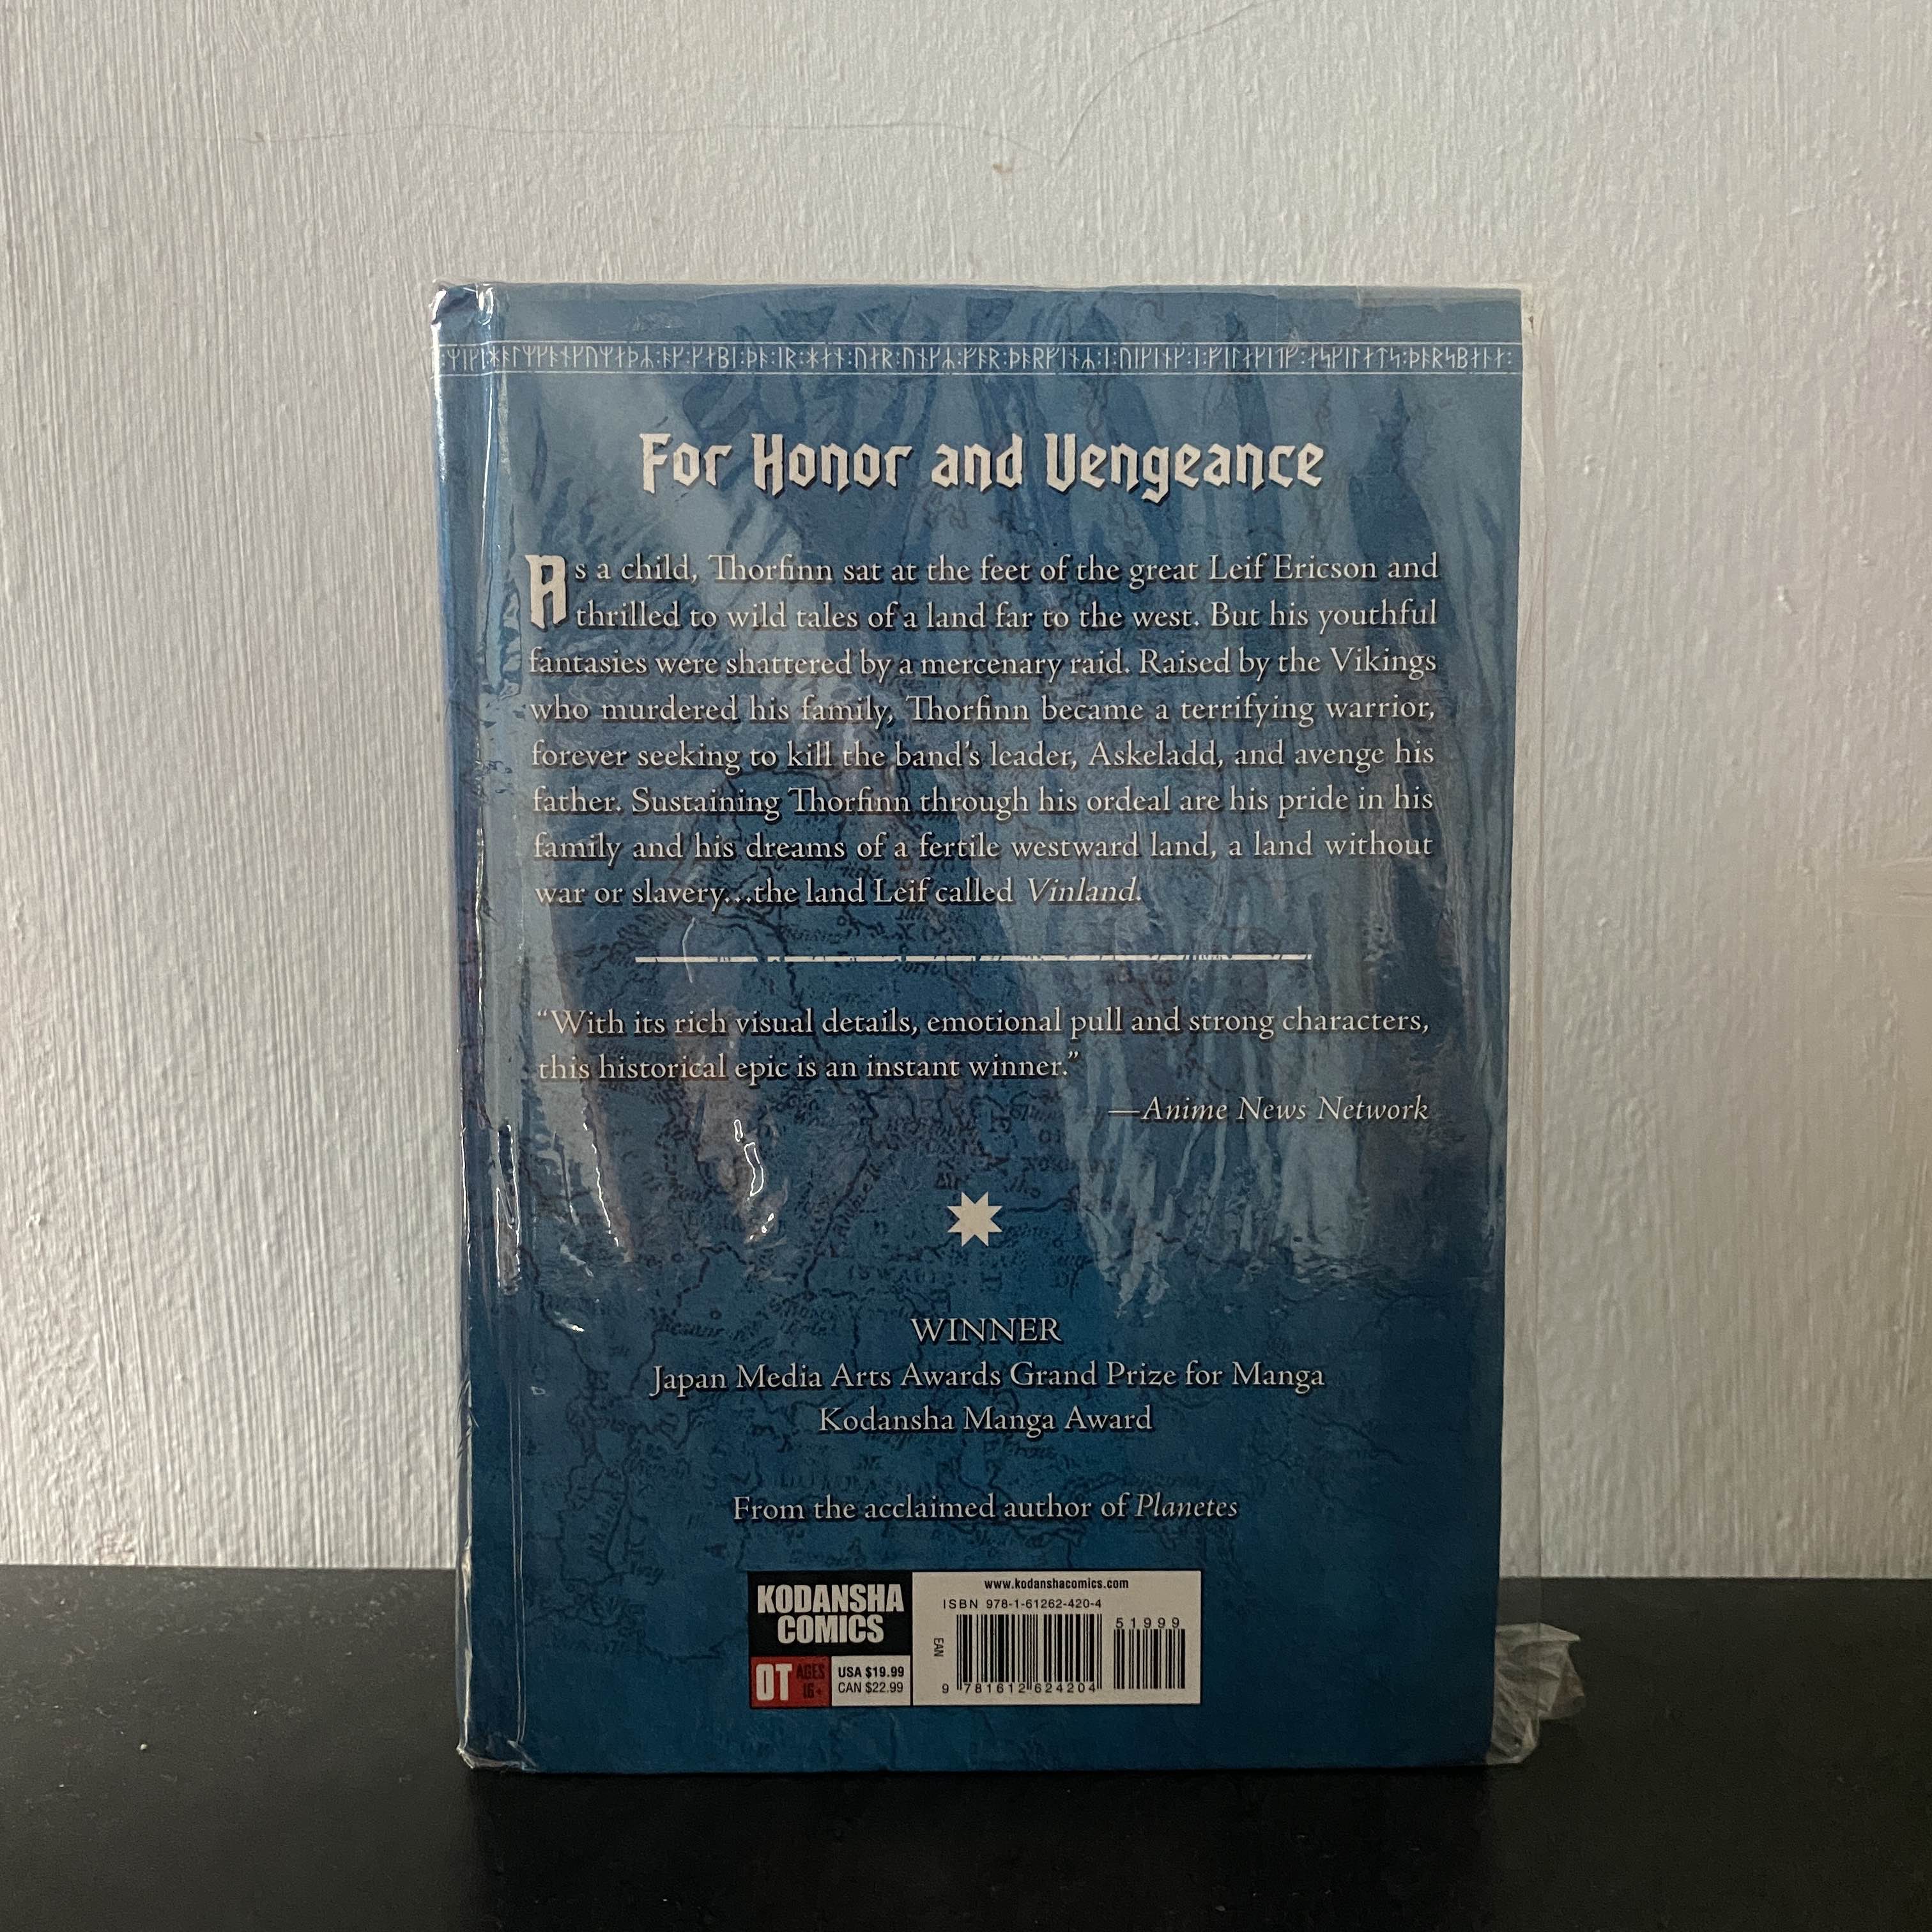 For Honor and Vengeance
As a child, Thorfinn sat at the feet of the great Leif Ericson and
thrilled to wild tales of a land far to the west. But his youthful
fantasies were shattered by a mercenary raid. Raised by the Vikings
who murdered his family, Thorfinn became a terrifying warrior,
forever seeking to kill the band’s leader, Askeladd, and avenge his
father. Sustaining Thorfinn through his ordeal are his pride in his
family and his dreams of a fertile westward land, a land without
war or slavery...the land Leif called Vinland.
“With its rich visual details, emotional pull and strong characters,
this historical epic is an instant winner.”
—Anime News Network
WINNER
Japan Media Arts Awards Grand Prize for Manga
Kodansha Manga Award
From the acclaimed author of Planetes
KODANSHA
COMICS
OT AGES
16+
USA $19.99
CAN $22.99
www.kodanshacomics.com
ISBN 978-1-61262-420-4
51999
EAN
9 781612 624204